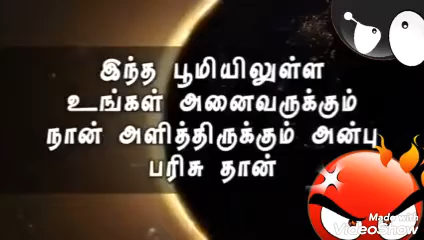 இந்த பூமியிலுள்ள
உங்கள் அனைவருக்கும்
நான் அளித்திருக்கும் அன்பு
பரிசு தான்
Made with
VideoShow